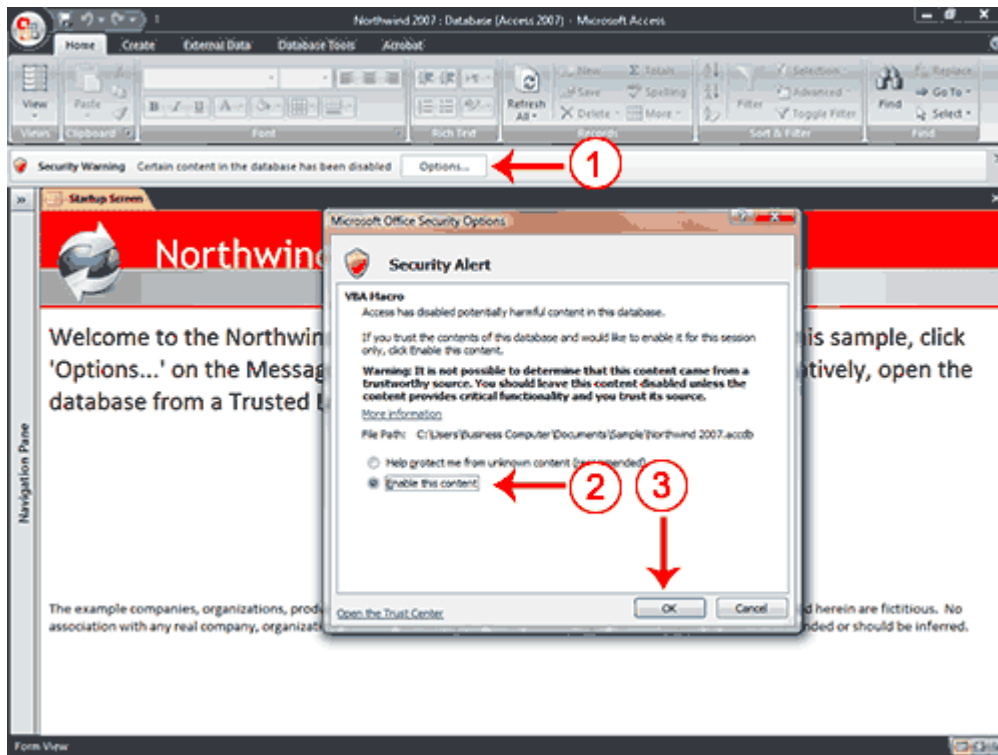 Northwind 2007 : Database (Access 2007) - Microsoft Access
Home Create External Data Database Tools Acrobat
View Paste B I U A Refresh All New Save Delete Totals Spelling More Filter Selection Advanced Toggle Filter Find Replace Go To Select
Views Clipboard Font Rich Text Records Sort & Filter Find
Security Warning Certain content in the database has been disabled Options... 1
Startup Screen
Northwind
Welcome to the Northwin
'Options...' on the Messag
database from a Trusted L
is sample, click
atively, open the
Microsoft Office Security Options
Security Alert
VBA Macro
Access has disabled potentially harmful content in this database.
If you trust the contents of this database and would like to enable it for this session
only, click Enable this content.
Warning: It is not possible to determine that this content came from a
trustworthy source. You should leave this content disabled unless the
content provides critical functionality and you trust its source.
More information
File Path: C:\Users\Business Computer\Documents\Sample\Northwind 2007.accdb
Help protect me from unknown content (recommended)
Enable this content 2 3
Open the Trust Center OK Cancel
Navigation Pane
The example companies, organizations, prod
association with any real company, organizati
d herein are fictitious. No
nded or should be inferred.
Form View